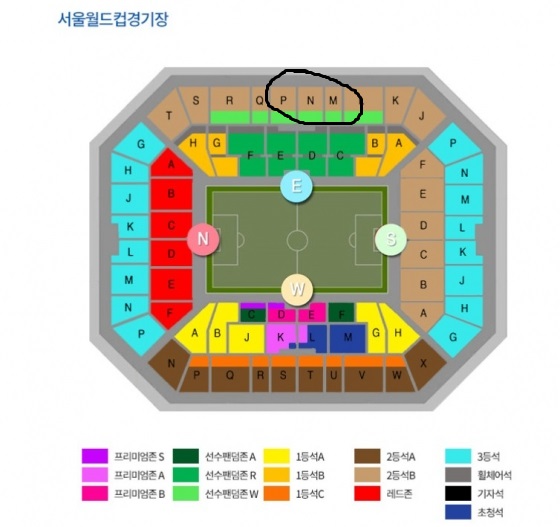 서울월드컵경기장
T S R Q P N M K J
G H G F E D C B A P
H A F N
J B E E M
K C N S D K
L D C L
M E B J
N F W A H
P C D E F G
A B J K L M G H
N P Q R S T U V W X
프리미엄존 S 선수팬덤존 A 1등석A 2등석A 3등석
프리미엄존 A 선수팬덤존 R 1등석B 2등석B 휠체어석
프리미엄존 B 선수팬덤존 W 1등석C 레드존 기자석
초청석